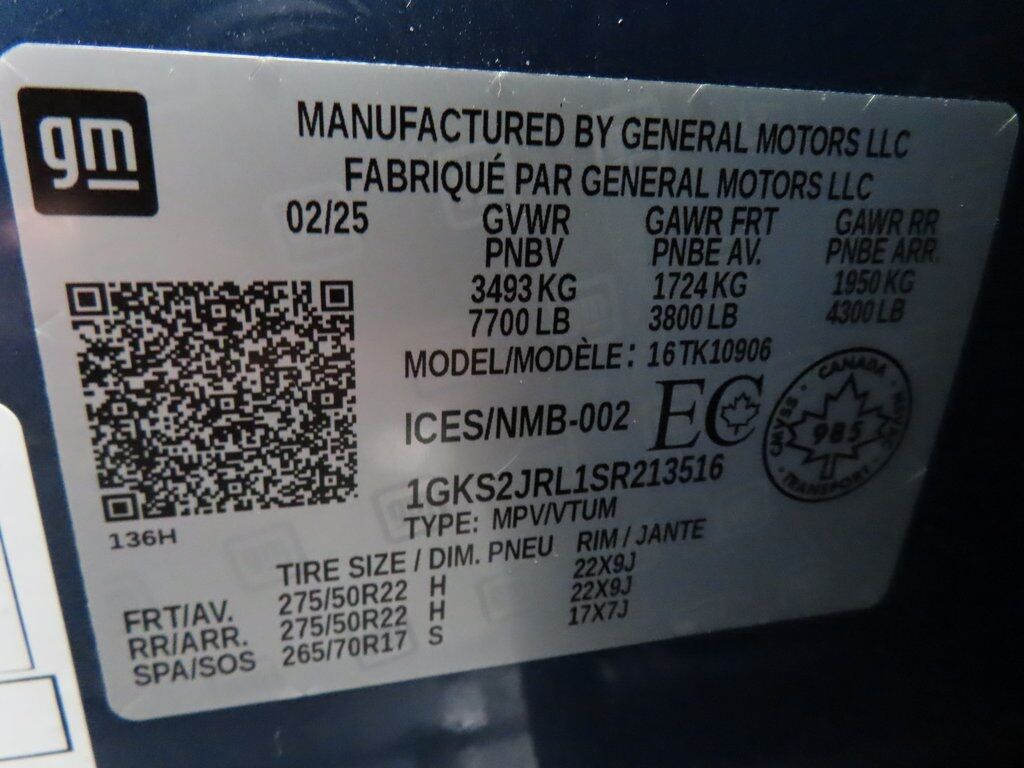 gm
MANUFACTURED BY GENERAL MOTORS LLC
FABRIQUÉ PAR GENERAL MOTORS LLC
02/25 GVWR GAWR FRT GAWR RR
PNBV PNBE AV. PNBE ARR.
3493 KG 1724 KG 1950 KG
7700 LB 3800 LB 4300 LB
MODEL/MODÈLE: 16 TK10906
ICES/NMB-002 EC
CANADA
985
TRANSPORT
1GKS2JRL1SR213516
TYPE: MPV/VTUM
136H
TIRE SIZE / DIM. PNEU RIM / JANTE
FRT/AV. 275/50R22 H 22X9J
RR/ARR. 275/50R22 H 22X9J
SPA/SOS 265/70R17 S 17X7J